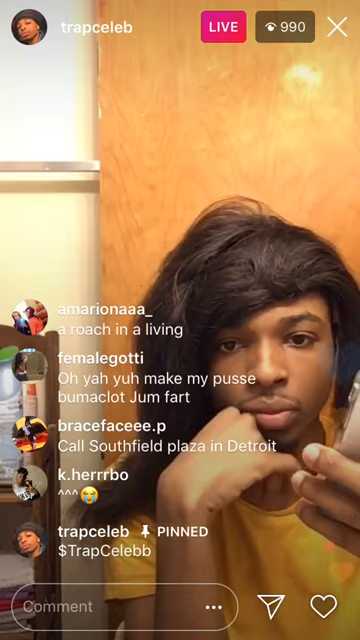 trapceleb
LIVE
990
amarionaaa_
a roach in a living
femalegotti
Oh yah yuh make my pusse
bumaclot Jum fart
bracefaceee.p
Call Southfield plaza in Detroit
k.herrrbo
^^^😭
trapceleb PINNED
$TrapCelebb
Comment